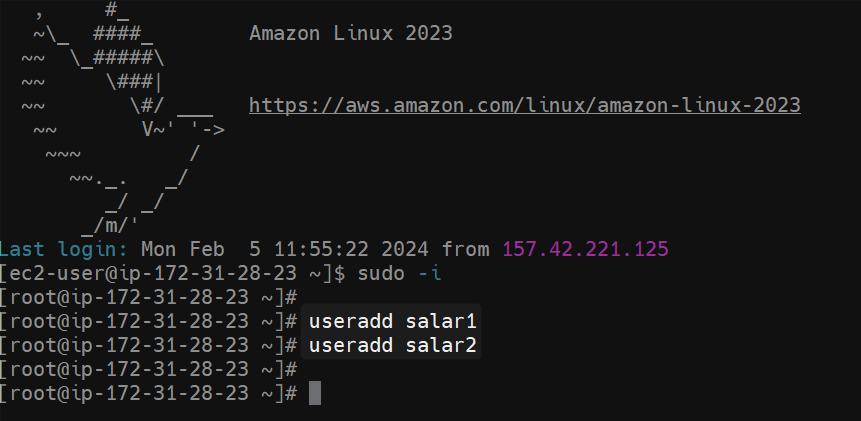 ,     #_
   ~\_  ####_        Amazon Linux 2023
  ~~  \_#####\
  ~~     \###|
  ~~       \#/ ___   https://aws.amazon.com/linux/amazon-linux-2023
   ~~       V~' '->
    ~~~         /
      ~~._.   _/
         _/ _/
       _/m/'
Last login: Mon Feb  5 11:55:22 2024 from 157.42.221.125
[ec2-user@ip-172-31-28-23 ~]$ sudo -i
[root@ip-172-31-28-23 ~]#
[root@ip-172-31-28-23 ~]# useradd salar1
[root@ip-172-31-28-23 ~]# useradd salar2
[root@ip-172-31-28-23 ~]#
[root@ip-172-31-28-23 ~]#